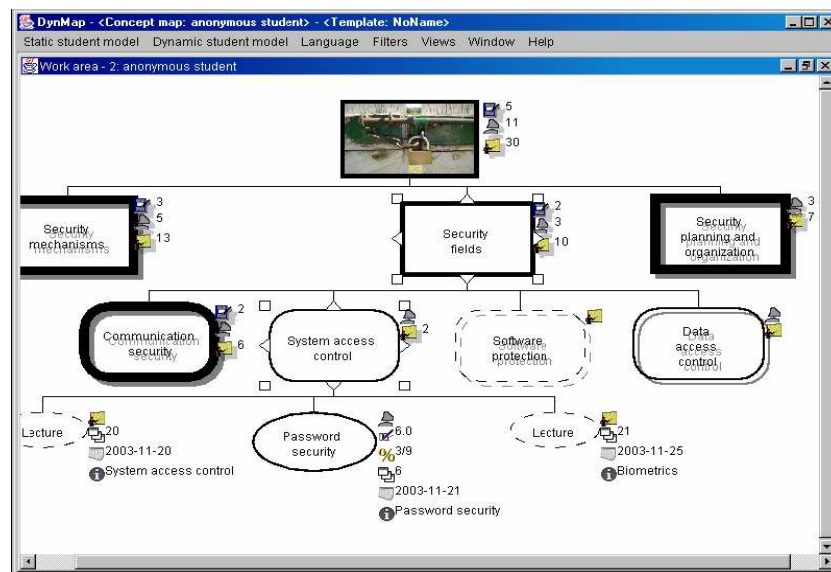 DynMap - <Concept map: anonymous student> - <Template: NoName>
Static student model Dynamic student model Language Filters Views Window Help
Work area - 2: anonymous student
5
11
30
Security
mechanisms
3
5
13
Security
fields
2
3
10
Security
planning and
organization
3
7
Communication
security
2
6
System access
control
2
Software
protection
Data
access
control
Lecture
20
2003-11-20
System access control
Password
security
6.0
% 3/9
6
2003-11-21
Password security
Lecture
21
2003-11-25
Biometrics